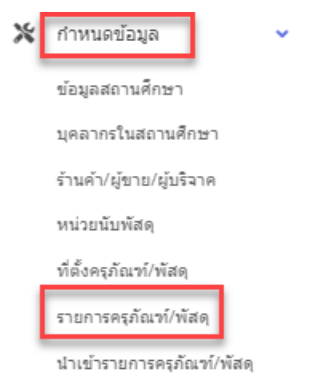 กำหนดข้อมูล
ข้อมูลสถานศึกษา
บุคลากรในสถานศึกษา
ร้านค้า/ผู้ขาย/ผู้บริจาค
หน่วยนับพัสดุ
ที่ตั้งครุภัณฑ์/พัสดุ
รายการครุภัณฑ์/พัสดุ
นำเข้ารายการครุภัณฑ์/พัสดุ